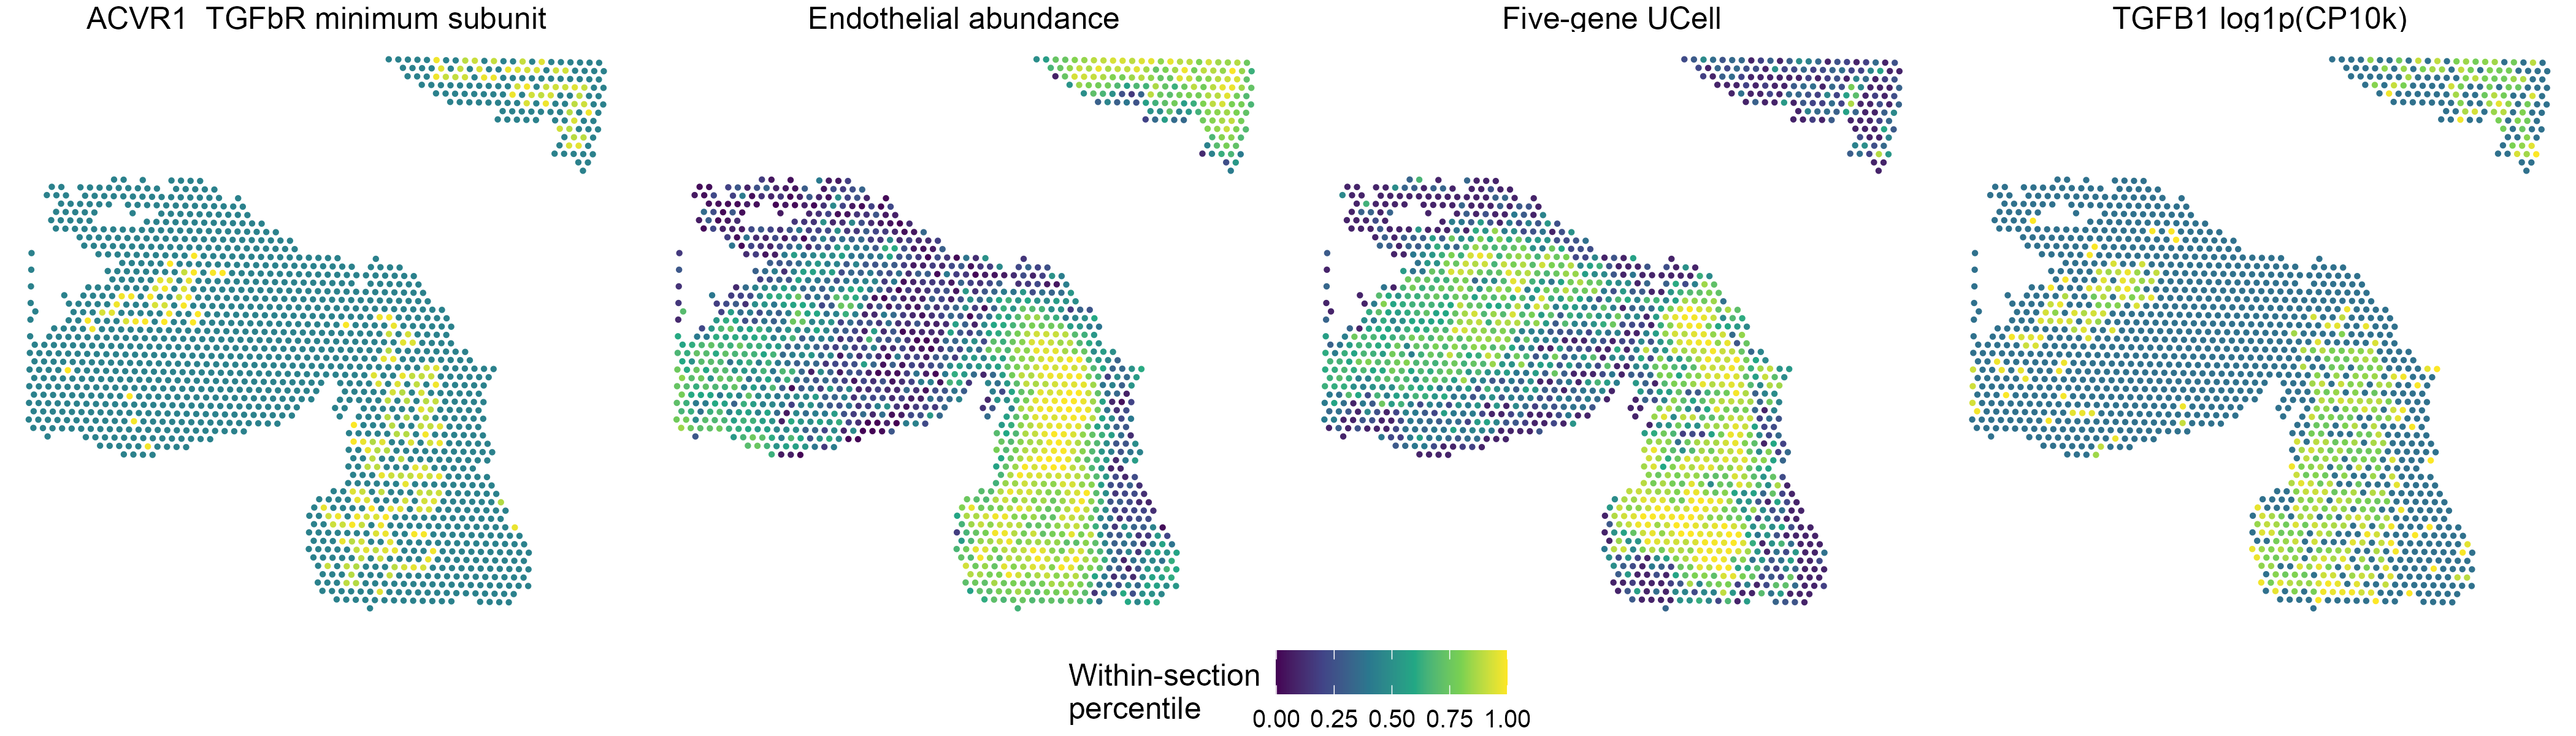 ACVR1  TGFbR minimum subunit
Endothelial abundance
Five-gene UCell
TGFB1 log1p(CP10k)
Within-section
percentile
0.00 0.25 0.50 0.75 1.00